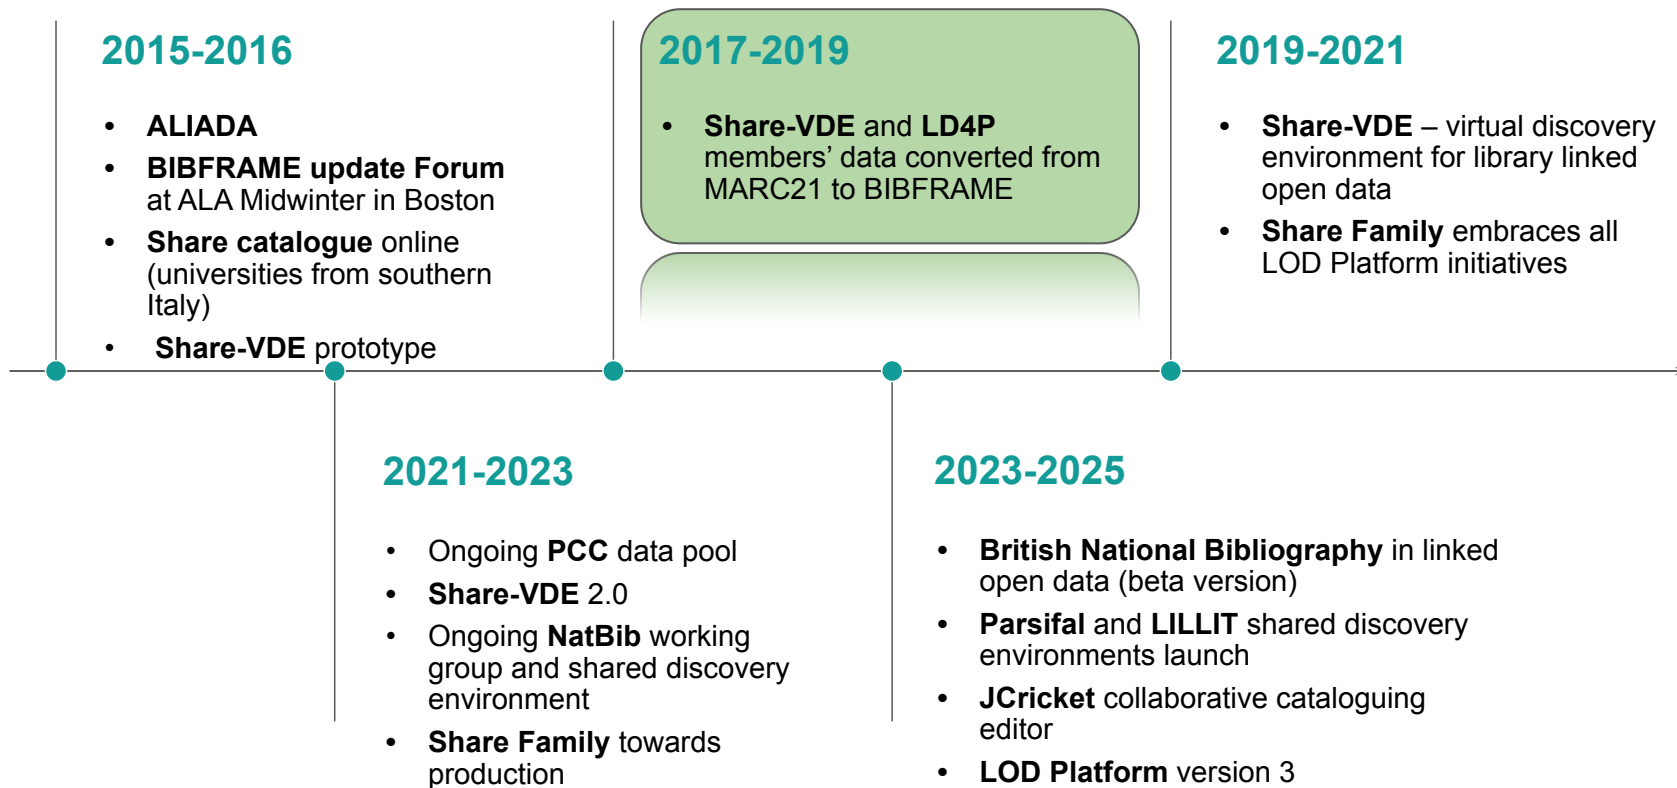 2015-2016
• ALIADA
• BIBFRAME update Forum
at ALA Midwinter in Boston
• Share catalogue online
(universities from southern
Italy)
• Share-VDE prototype
2017-2019
• Share-VDE and LD4P
members’ data converted from
MARC21 to BIBFRAME
2019-2021
• Share-VDE – virtual discovery
environment for library linked
open data
• Share Family embraces all
LOD Platform initiatives
2021-2023
• Ongoing PCC data pool
• Share-VDE 2.0
• Ongoing NatBib working
group and shared discovery
environment
• Share Family towards
production
2023-2025
• British National Bibliography in linked
open data (beta version)
• Parsifal and LILLIT shared discovery
environments launch
• JCricket collaborative cataloguing
editor
• LOD Platform version 3